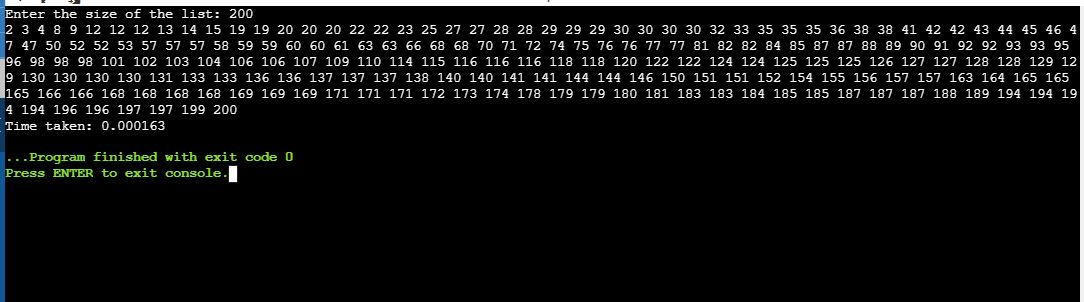 Enter the size of the list: 200
2 3 4 8 9 12 12 12 13 14 15 19 19 20 20 20 22 22 23 25 27 27 28 28 29 29 29 30 30 30 30 32 33 35 35 35 36 38 38 41 42 42 43 44 45 46 4
7 47 50 52 52 53 57 57 57 58 59 59 60 60 61 63 63 66 68 68 70 71 72 74 75 76 76 77 77 81 82 82 84 85 87 87 88 89 90 91 92 92 93 93 95
96 98 98 98 101 102 103 104 106 106 107 109 110 114 115 116 116 116 118 118 120 122 122 124 124 125 125 125 126 127 127 128 128 129 12
9 130 130 130 130 131 133 133 136 136 137 137 137 138 140 140 141 141 144 144 146 150 151 151 152 154 155 156 157 157 163 164 165 165
165 166 166 168 168 168 168 169 169 169 171 171 171 172 173 174 178 179 179 180 181 183 183 184 185 185 187 187 187 188 189 194 194 19
4 194 196 196 197 197 199 200
Time taken: 0.000163
...Program finished with exit code 0
Press ENTER to exit console.